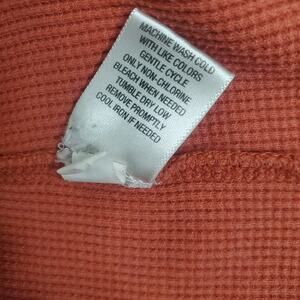 MACHINE WASH COLD
WITH LIKE COLORS
GENTLE CYCLE
ONLY NON-CHLORINE
BLEACH WHEN NEEDED
TUMBLE DRY LOW
REMOVE PROMPTLY
COOL IRON IF NEEDED